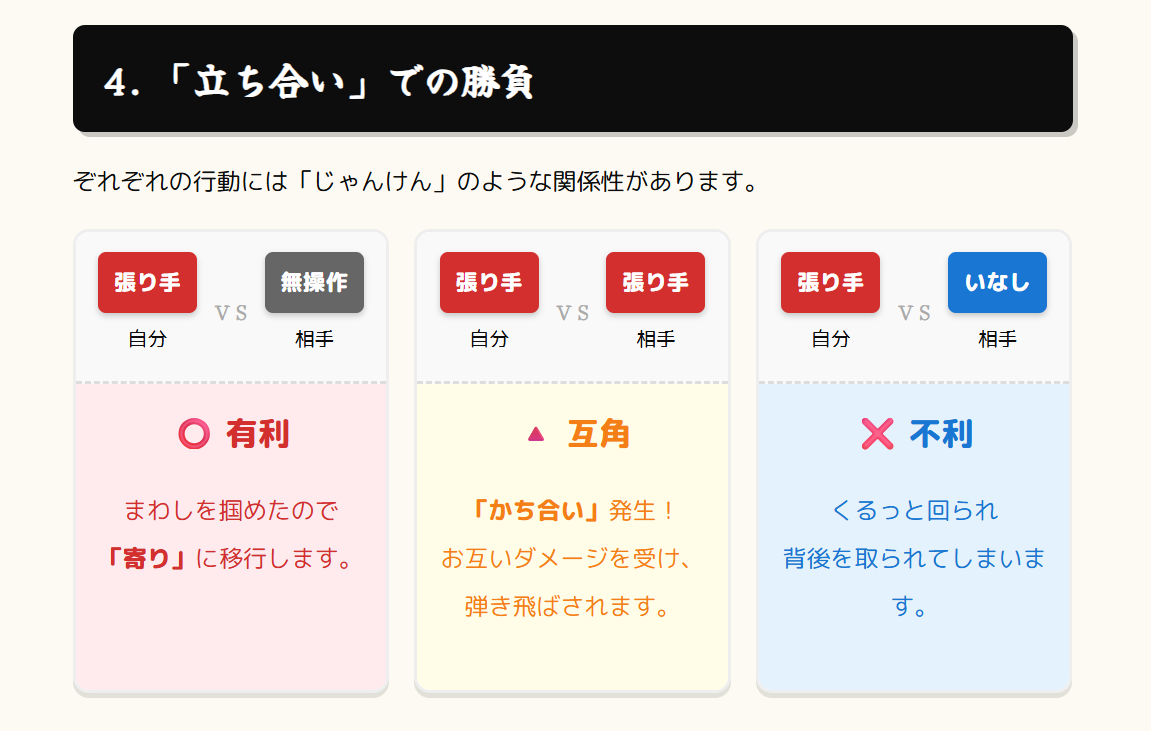 4. 「立ち合い」での勝負
ぞれぞれの行動には「じゃんけん」のような関係性があります。
張り手 VS 無操作
自分 相手
⭕ 有利
まわしを掴めたので
「寄り」に移行します。
張り手 VS 張り手
自分 相手
🔺 互角
「かち合い」発生！
お互いダメージを受け、
弾き飛ばされます。
張り手 VS いなし
自分 相手
❌ 不利
くるっと回られ
背後を取られてしまいま
す。